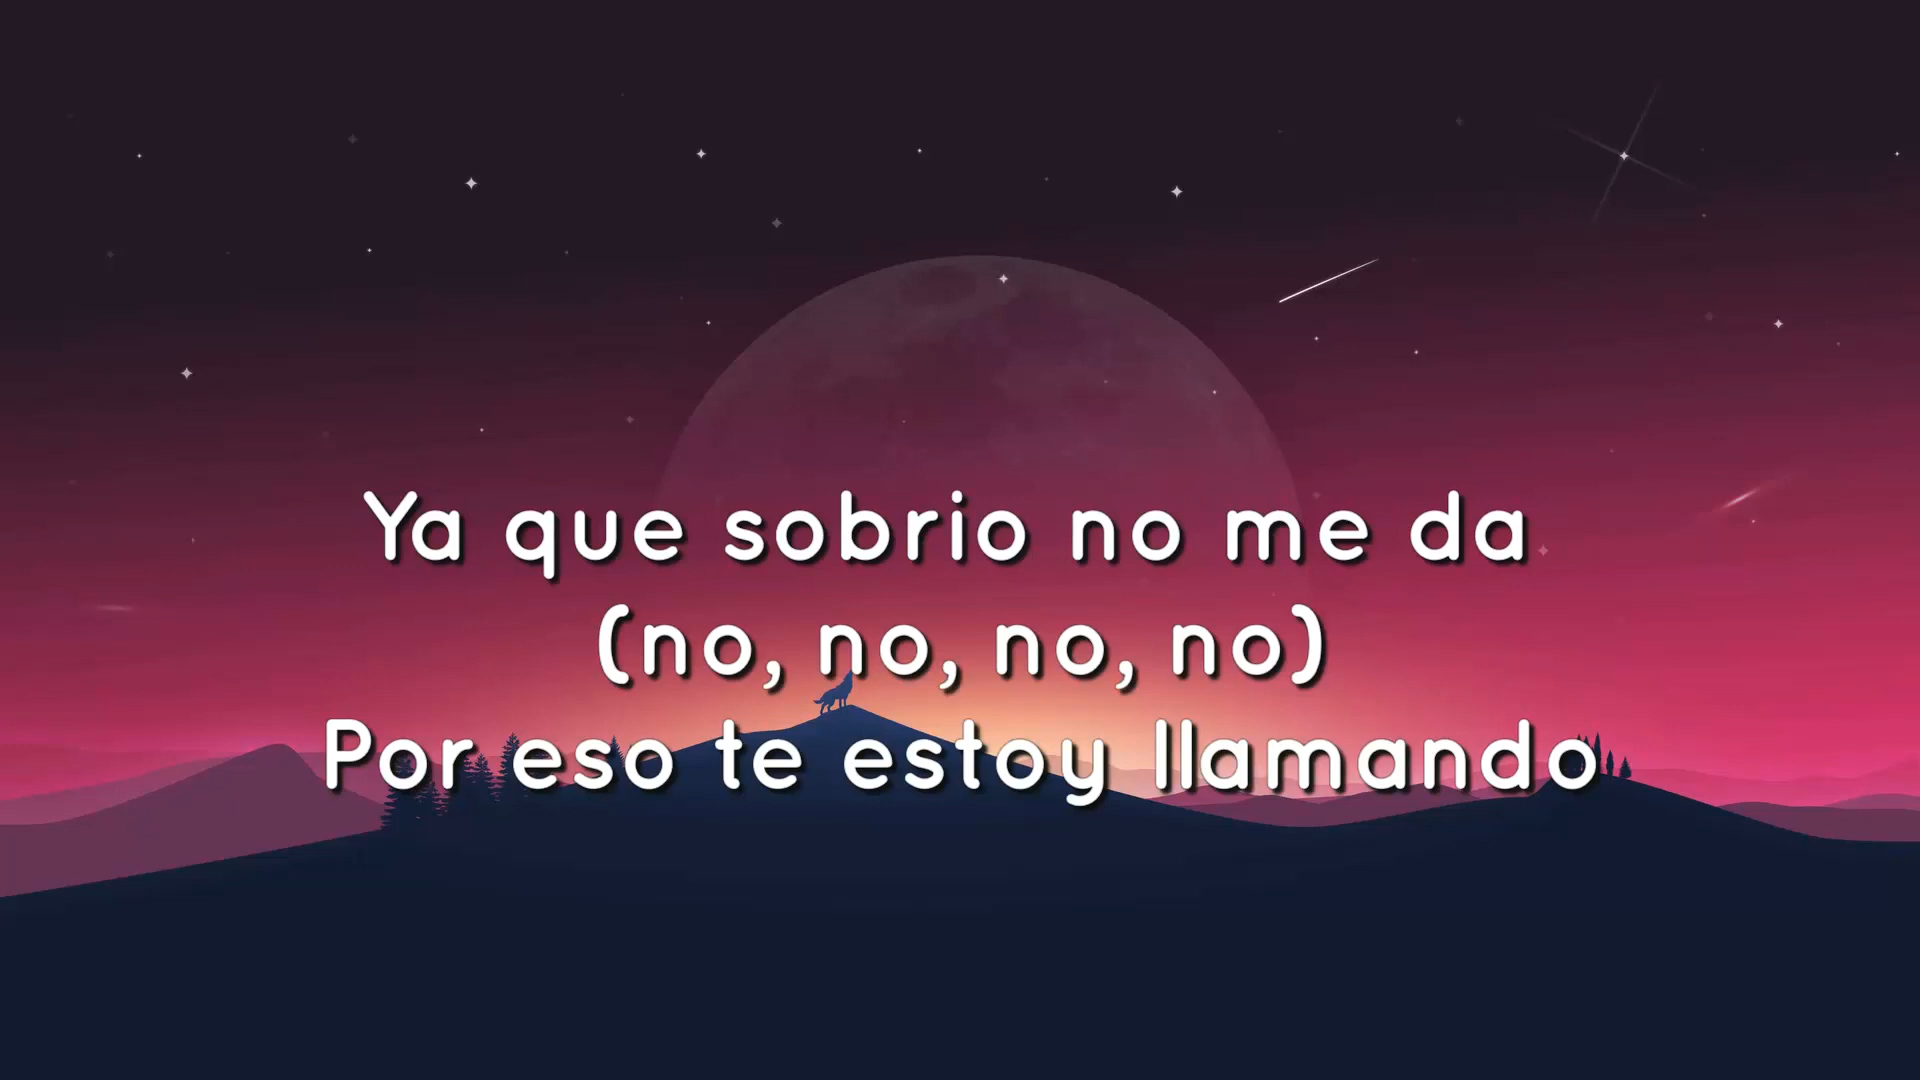 Ya que sobrio no me da
(no, no, no, no)
Por eso te estoy llamando